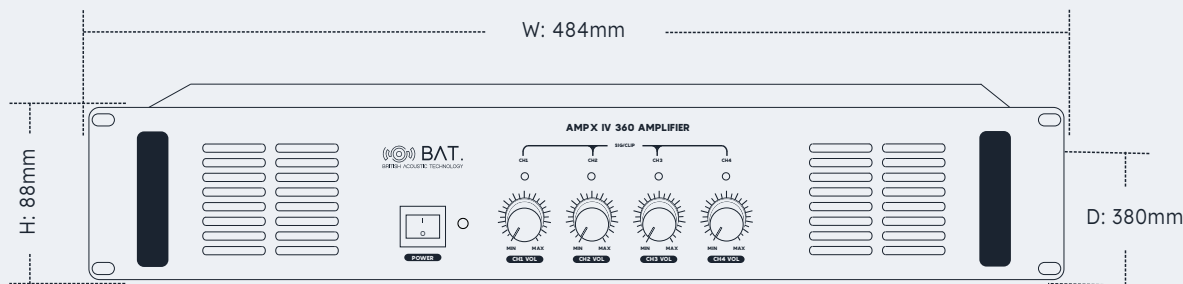 W: 484mm
AMPX IV 360 AMPLIFIER
SIG/CLIP
CH1 CH2 CH3 CH4
BAT.
BRITISH ACOUSTIC TECHNOLOGY
H: 88mm
D: 380mm
I
O
MIN MAX MIN MAX MIN MAX MIN MAX
POWER CH1 VOL CH2 VOL CH3 VOL CH4 VOL